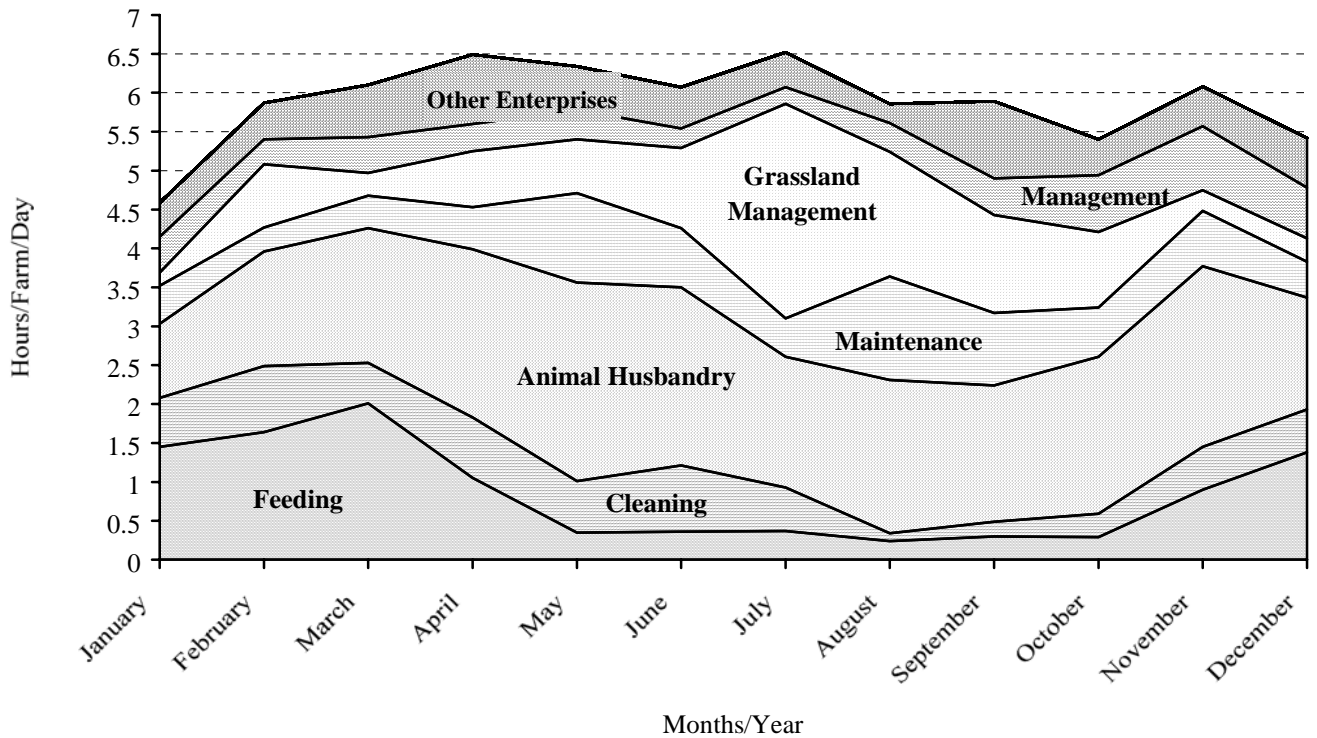 7
6.5
6
5.5
5
4.5
4
3.5
3
2.5
2
1.5
1
0.5
0
Hours/Farm/Day
Other Enterprises
Grassland
Management
Management
Maintenance
Animal Husbandry
Feeding
Cleaning
January
February
March
April
May
June
July
August
September
October
November
December
Months/Year